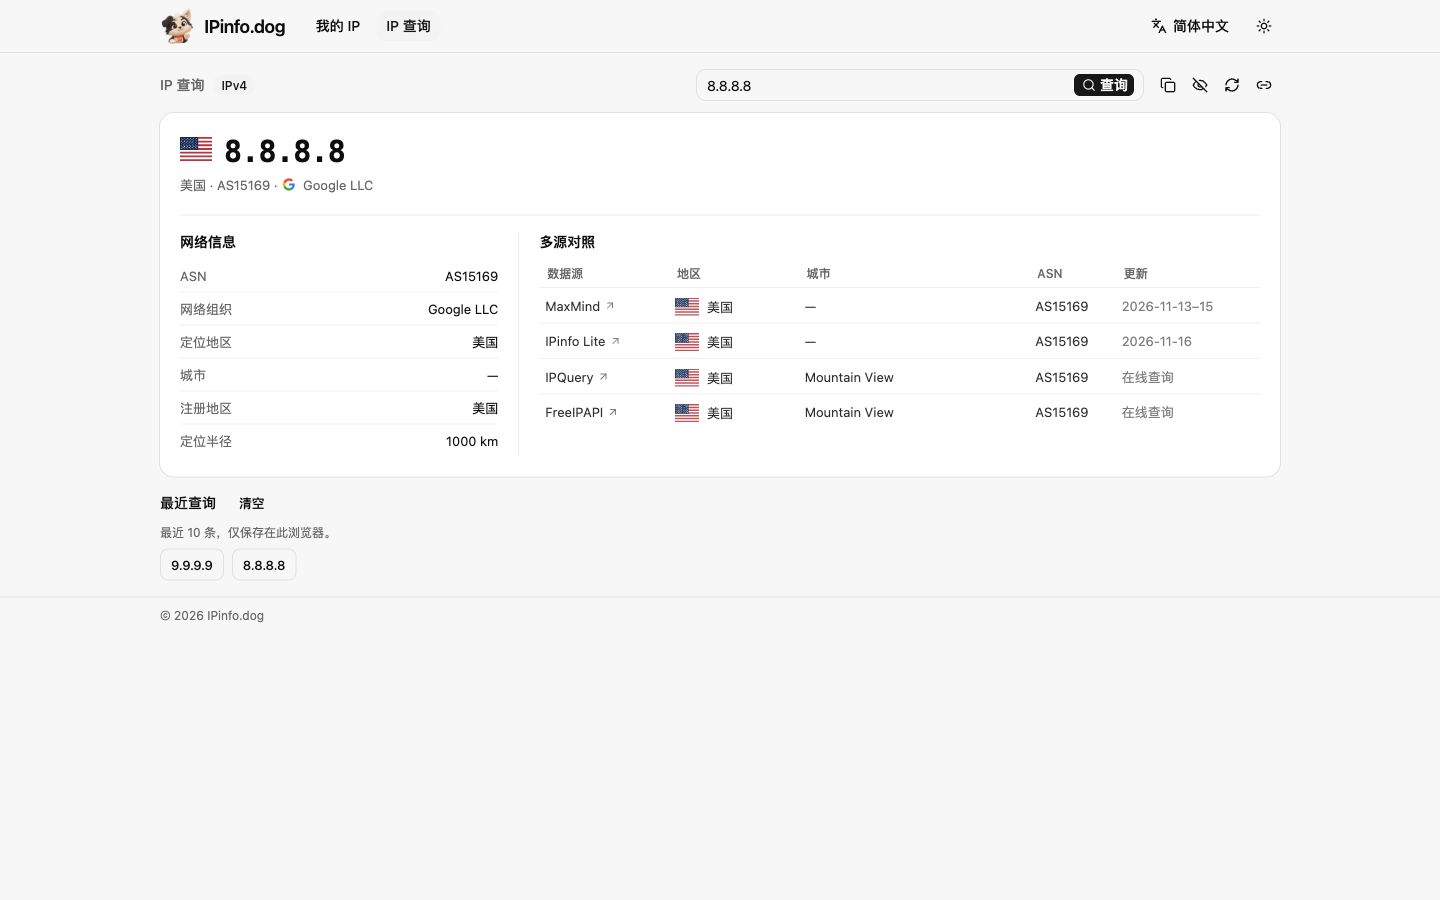 IPinfo.dog 我的 IP IP 查询 简体中文
IP 查询 IPv4 8.8.8.8 查询
8.8.8.8
美国 · AS15169 · Google LLC
网络信息
ASN AS15169
网络组织 Google LLC
定位地区 美国
城市 —
注册地区 美国
定位半径 1000 km
多源对照
数据源 地区 城市 ASN 更新
MaxMind 美国 — AS15169 2026-11-13–15
IPinfo Lite 美国 — AS15169 2026-11-16
IPQuery 美国 Mountain View AS15169 在线查询
FreeIPAPI 美国 Mountain View AS15169 在线查询
最近查询 清空
最近 10 条，仅保存在此浏览器。
9.9.9.9 8.8.8.8
© 2026 IPinfo.dog